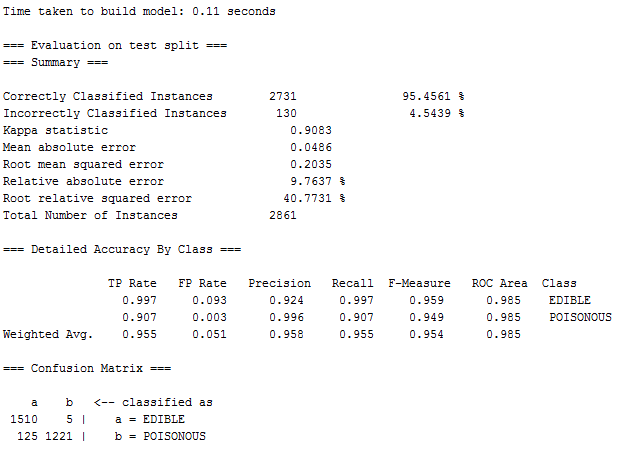 Time taken to build model: 0.11 seconds
=== Evaluation on test split ===
=== Summary ===
Correctly Classified Instances 2731 95.4561 %
Incorrectly Classified Instances 130 4.5439 %
Kappa statistic 0.9083
Mean absolute error 0.0486
Root mean squared error 0.2035
Relative absolute error 9.7637 %
Root relative squared error 40.7731 %
Total Number of Instances 2861
=== Detailed Accuracy By Class ===
TP Rate FP Rate Precision Recall F-Measure ROC Area Class
0.997 0.093 0.924 0.997 0.959 0.985 EDIBLE
0.907 0.003 0.996 0.907 0.949 0.985 POISONOUS
Weighted Avg. 0.955 0.051 0.958 0.955 0.954 0.985
=== Confusion Matrix ===
a b <-- classified as
1510 5 | a = EDIBLE
125 1221 | b = POISONOUS